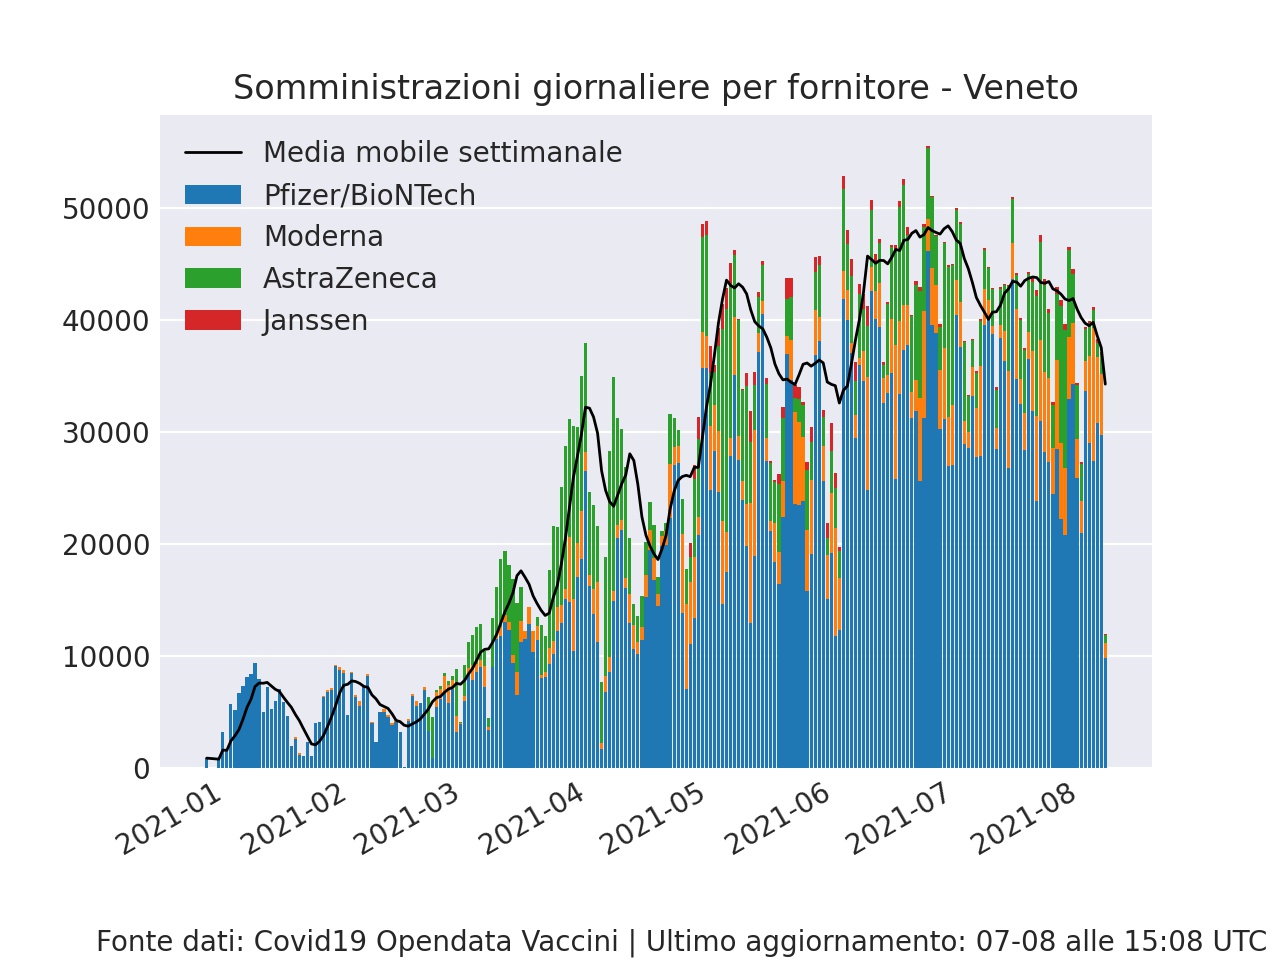 Somministrazioni giornaliere per fornitore - Veneto
Media mobile settimanale
Pfizer/BioNTech
Moderna
AstraZeneca
Janssen
50000
40000
30000
20000
10000
0
2021-01
2021-02
2021-03
2021-04
2021-05
2021-06
2021-07
2021-08
Fonte dati: Covid19 Opendata Vaccini | Ultimo aggiornamento: 07-08 alle 15:08 UTC